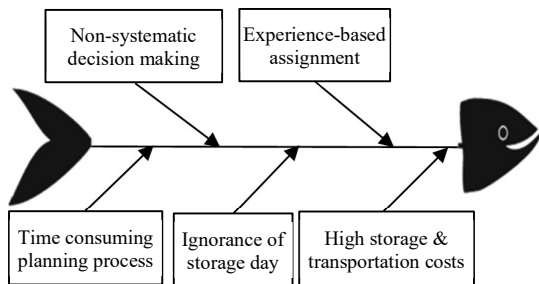 Non-systematic
decision making
Experience-based
assignment
Time consuming
planning process
Ignorance of
storage day
High storage &
transportation costs